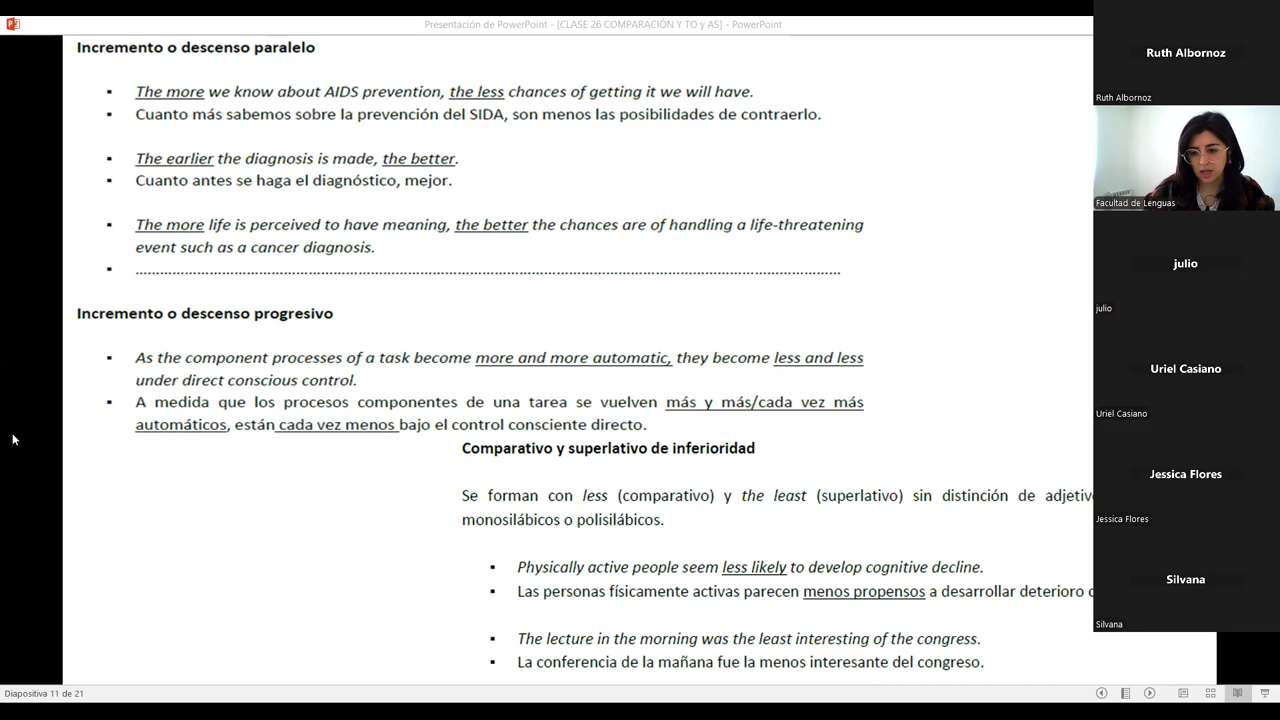 Presentación de PowerPoint - [CLASE 26 COMPARACIÓN Y TO y AS] - PowerPoint
Incremento o descenso paralelo
▪ The more we know about AIDS prevention, the less chances of getting it we will have.
▪ Cuanto más sabemos sobre la prevención del SIDA, son menos las posibilidades de contraerlo.
▪ The earlier the diagnosis is made, the better.
▪ Cuanto antes se haga el diagnóstico, mejor.
▪ The more life is perceived to have meaning, the better the chances are of handling a life-threatening
event such as a cancer diagnosis.
▪ ........................................................................................................................
Incremento o descenso progresivo
▪ As the component processes of a task become more and more automatic, they become less and less
under direct conscious control.
▪ A medida que los procesos componentes de una tarea se vuelven más y más/cada vez más
automáticos, están cada vez menos bajo el control consciente directo.
Comparativo y superlativo de inferioridad
Se forman con less (comparativo) y the least (superlativo) sin distinción de adjetiv
monosilábicos o polisilábicos.
▪ Physically active people seem less likely to develop cognitive decline.
▪ Las personas físicamente activas parecen menos propensos a desarrollar deterioro
▪ The lecture in the morning was the least interesting of the congress.
▪ La conferencia de la mañana fue la menos interesante del congreso.
Diapositiva 11 de 21
Ruth Albornoz
Ruth Albornoz
Facultad de Lenguas
julio
julio
Uriel Casiano
Uriel Casiano
Jessica Flores
Jessica Flores
Silvana
Silvana